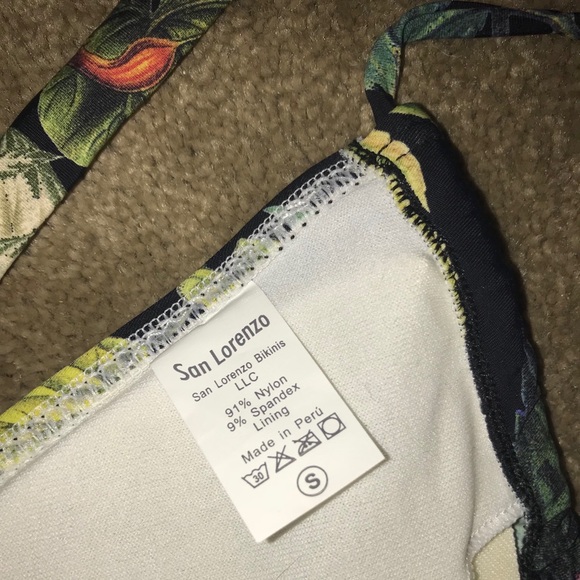 San Lorenzo
San Lorenzo Bikinis
LLC
91% Nylon
9% Spandex
Lining
Made in Perú
30
S